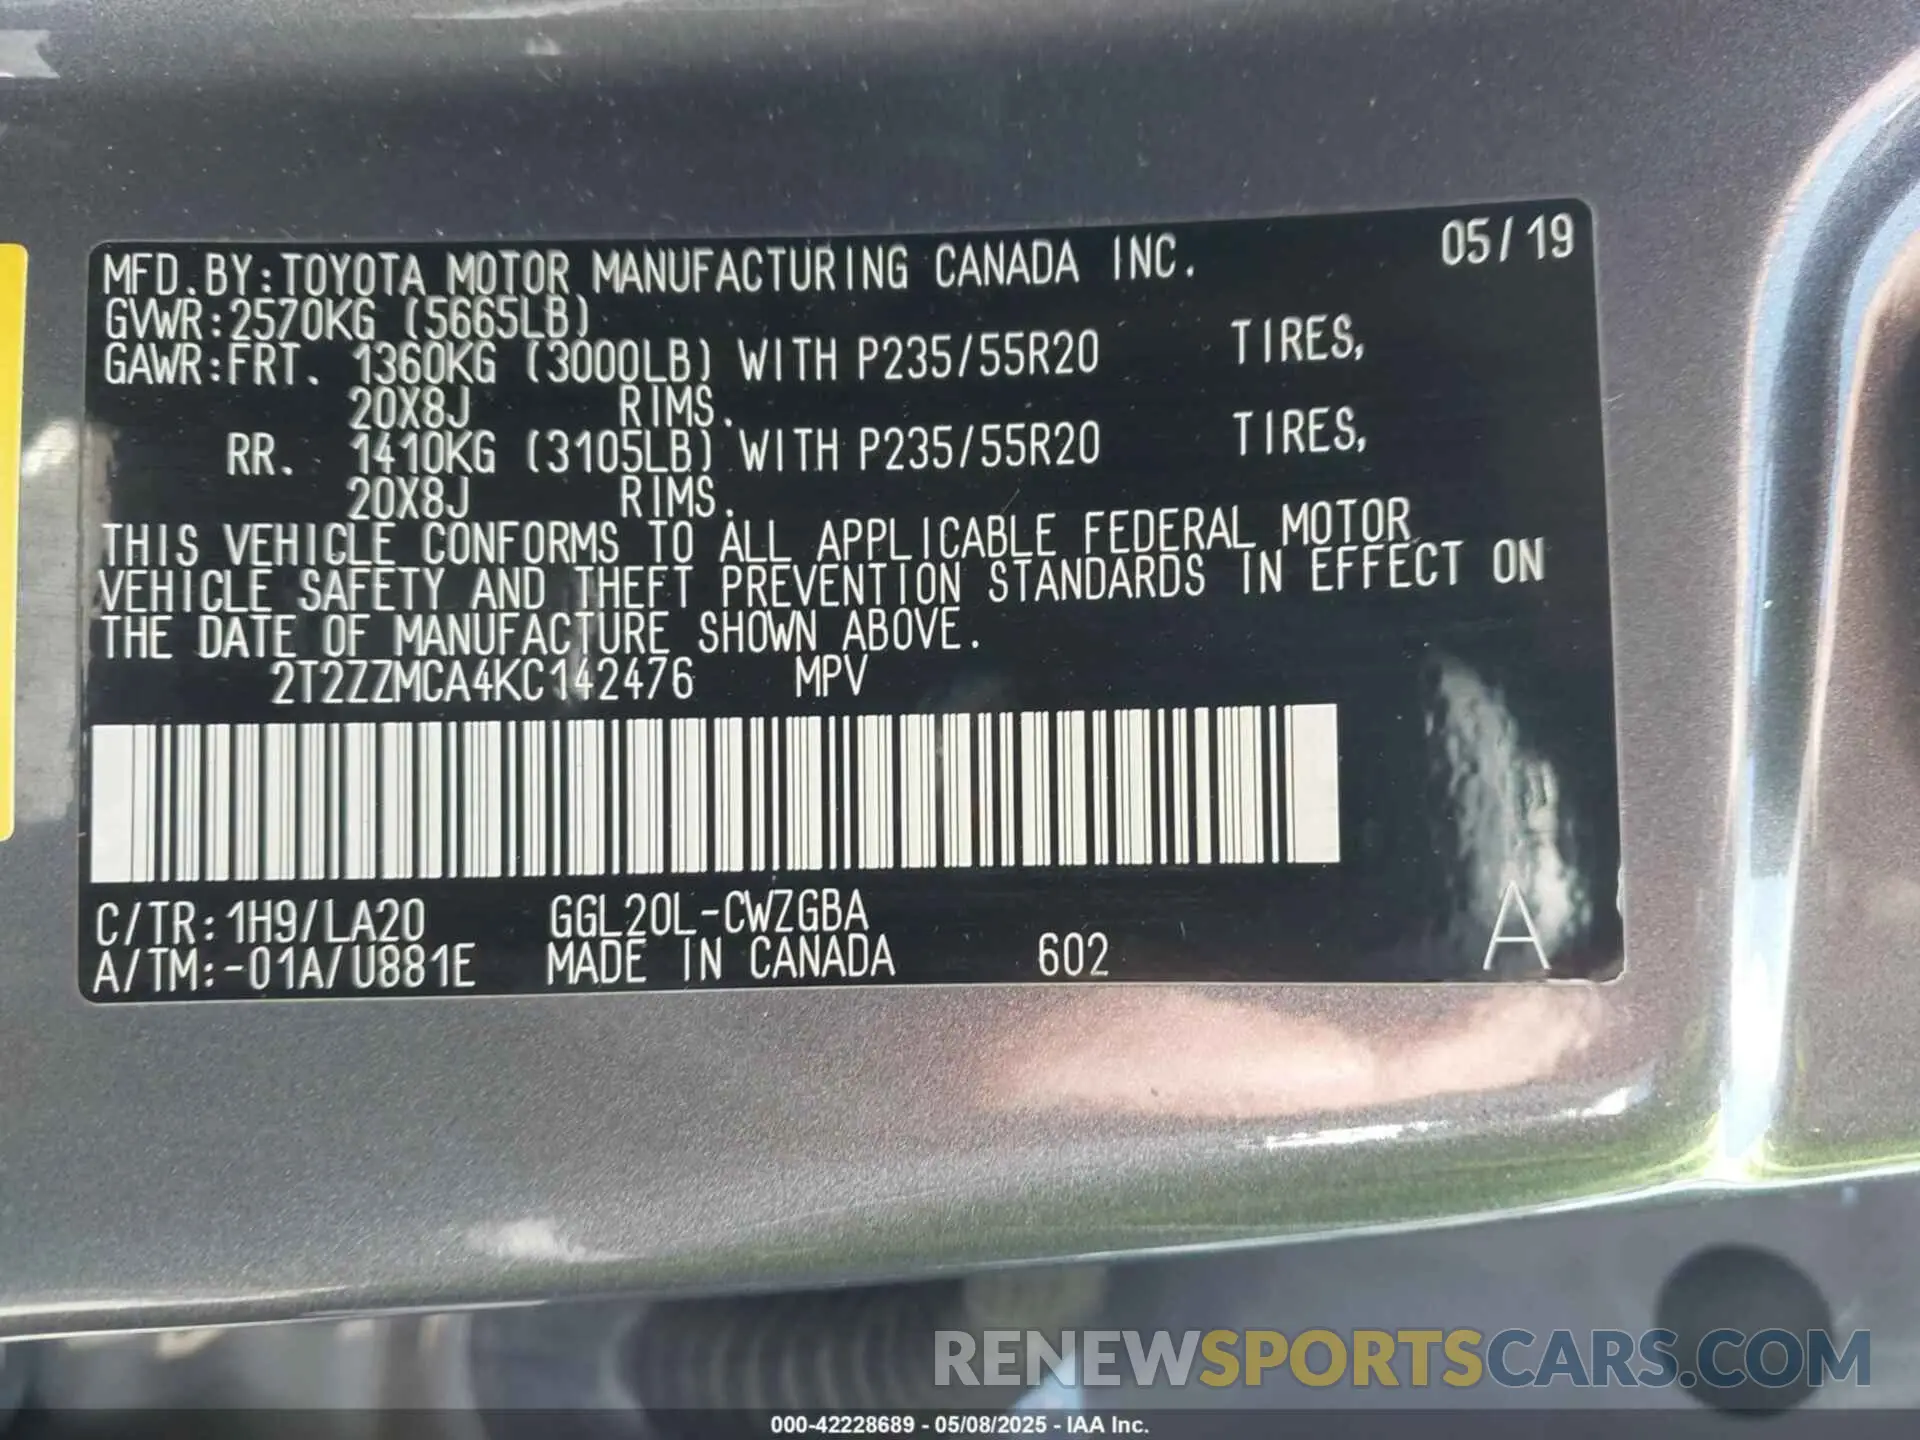 MFD.BY:TOYOTA MOTOR MANUFACTURING CANADA INC. 05/19
GVWR:2570KG (5665LB)
GAWR:FRT. 1360KG (3000LB) WITH P235/55R20 TIRES,
20X8J RIMS.
RR. 1410KG (3105LB) WITH P235/55R20 TIRES,
20X8J RIMS.
THIS VEHICLE CONFORMS TO ALL APPLICABLE FEDERAL MOTOR
VEHICLE SAFETY AND THEFT PREVENTION STANDARDS IN EFFECT ON
THE DATE OF MANUFACTURE SHOWN ABOVE.
2T2ZZMCA4KC142476 MPV
C/TR:1H9/LA20 GGL20L-CWZGBA
A/TM:-01A/U881E MADE IN CANADA 602 A
RENEWSPORTSCARS.COM
000-42228689 - 05/08/2025 - IAA Inc.